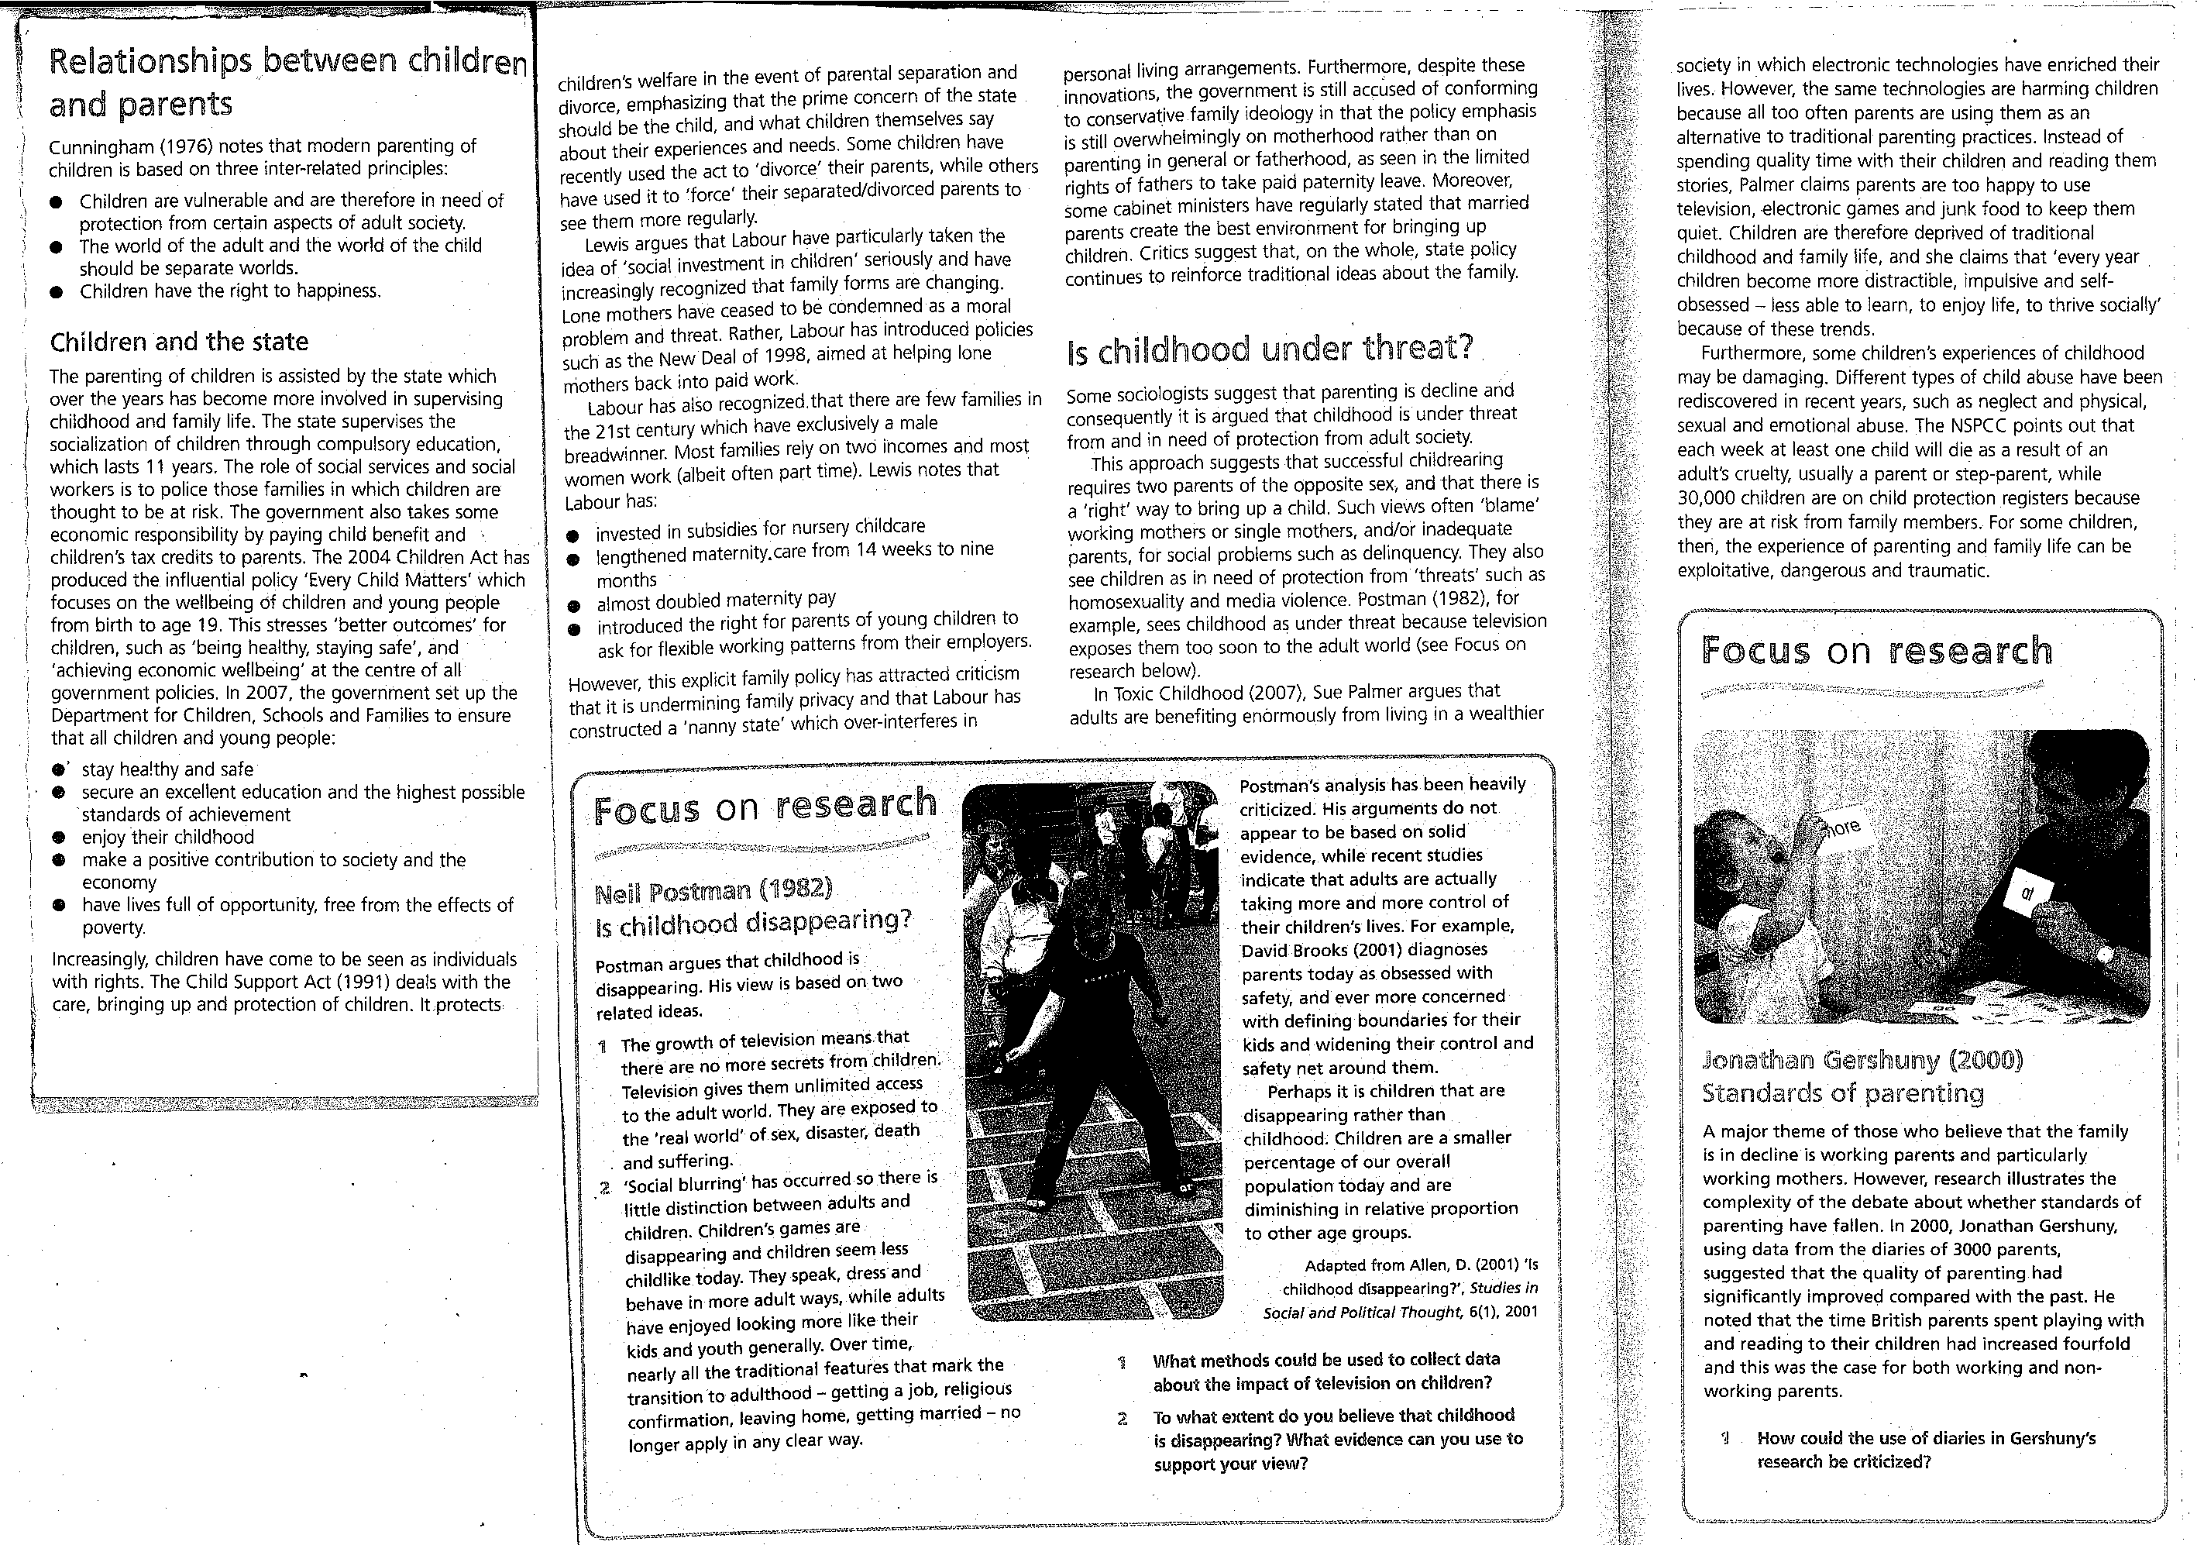 Relationships between children
and parents
Cunningham (1976) notes that modern parenting of
children is based on three inter-related principles:
● Children are vulnerable and are therefore in need of
protection from certain aspects of adult society.
● The world of the adult and the world of the child
should be separate worlds.
● Children have the right to happiness.
Children and the state
The parenting of children is assisted by the state which
over the years has become more involved in supervising
childhood and family life. The state supervises the
socialization of children through compulsory education,
which lasts 11 years. The role of social services and social
workers is to police those families in which children are
thought to be at risk. The government also takes some
economic responsibility by paying child benefit and
children's tax credits to parents. The 2004 Children Act has
produced the influential policy 'Every Child Matters' which
focuses on the wellbeing of children and young people
from birth to age 19. This stresses 'better outcomes' for
children, such as 'being healthy, staying safe', and
'achieving economic wellbeing' at the centre of all
government policies. In 2007, the government set up the
Department for Children, Schools and Families to ensure
that all children and young people:
● stay healthy and safe
● secure an excellent education and the highest possible
standards of achievement
● enjoy their childhood
● make a positive contribution to society and the
economy
● have lives full of opportunity, free from the effects of
poverty.
Increasingly, children have come to be seen as individuals
with rights. The Child Support Act (1991) deals with the
care, bringing up and protection of children. It protects
children's welfare in the event of parental separation and
divorce, emphasizing that the prime concern of the state
should be the child, and what children themselves say
about their experiences and needs. Some children have
recently used the act to 'divorce' their parents, while others
have used it to 'force' their separated/divorced parents to
see them more regularly.
Lewis argues that Labour have particularly taken the
idea of 'social investment in children' seriously and have
increasingly recognized that family forms are changing.
Lone mothers have ceased to be condemned as a moral
problem and threat. Rather, Labour has introduced policies
such as the New Deal of 1998, aimed at helping lone
mothers back into paid work.
Labour has also recognized that there are few families in
the 21st century which have exclusively a male
breadwinner. Most families rely on two incomes and most
women work (albeit often part time). Lewis notes that
Labour has:
● invested in subsidies for nursery childcare
● lengthened maternity care from 14 weeks to nine
months
● almost doubled maternity pay
● introduced the right for parents of young children to
ask for flexible working patterns from their employers.
However, this explicit family policy has attracted criticism
that it is undermining family privacy and that Labour has
constructed a 'nanny state' which over-interferes in
personal living arrangements. Furthermore, despite these
innovations, the government is still accused of conforming
to conservative family ideology in that the policy emphasis
is still overwhelmingly on motherhood rather than on
parenting in general or fatherhood, as seen in the limited
rights of fathers to take paid paternity leave. Moreover,
some cabinet ministers have regularly stated that married
parents create the best environment for bringing up
children. Critics suggest that, on the whole, state policy
continues to reinforce traditional ideas about the family.
Is childhood under threat?
Some sociologists suggest that parenting is decline and
consequently it is argued that childhood is under threat
from and in need of protection from adult society.
This approach suggests that successful childrearing
requires two parents of the opposite sex, and that there is
a 'right' way to bring up a child. Such views often 'blame'
working mothers or single mothers, and/or inadequate
parents, for social problems such as delinquency. They also
see children as in need of protection from 'threats' such as
homosexuality and media violence. Postman (1982), for
example, sees childhood as under threat because television
exposes them too soon to the adult world (see Focus on
research below).
In Toxic Childhood (2007), Sue Palmer argues that
adults are benefiting enormously from living in a wealthier
society in which electronic technologies have enriched their
lives. However, the same technologies are harming children
because all too often parents are using them as an
alternative to traditional parenting practices. Instead of
spending quality time with their children and reading them
stories, Palmer claims parents are too happy to use
television, electronic games and junk food to keep them
quiet. Children are therefore deprived of traditional
childhood and family life, and she claims that 'every year
children become more distractible, impulsive and self-
obsessed – less able to learn, to enjoy life, to thrive socially'
because of these trends.
Furthermore, some children's experiences of childhood
may be damaging. Different types of child abuse have been
rediscovered in recent years, such as neglect and physical,
sexual and emotional abuse. The NSPCC points out that
each week at least one child will die as a result of an
adult's cruelty, usually a parent or step-parent, while
30,000 children are on child protection registers because
they are at risk from family members. For some children,
then, the experience of parenting and family life can be
exploitative, dangerous and traumatic.
Focus on research
Neil Postman (1982)
Is childhood disappearing?
Postman argues that childhood is
disappearing. His view is based on two
related ideas.
1 The growth of television means that
there are no more secrets from children.
Television gives them unlimited access
to the adult world. They are exposed to
the 'real world' of sex, disaster, death
and suffering.
2 'Social blurring' has occurred so there is
little distinction between adults and
children. Children's games are
disappearing and children seem less
childlike today. They speak, dress and
behave in more adult ways, while adults
have enjoyed looking more like their
kids and youth generally. Over time,
nearly all the traditional features that mark the
transition to adulthood – getting a job, religious
confirmation, leaving home, getting married – no
longer apply in any clear way.
Postman's analysis has been heavily
criticized. His arguments do not
appear to be based on solid
evidence, while recent studies
indicate that adults are actually
taking more and more control of
their children's lives. For example,
David Brooks (2001) diagnoses
parents today as obsessed with
safety, and ever more concerned
with defining boundaries for their
kids and widening their control and
safety net around them.
Perhaps it is children that are
disappearing rather than
childhood. Children are a smaller
percentage of our overall
population today and are
diminishing in relative proportion
to other age groups.
Adapted from Allen, D. (2001) 'Is
childhood disappearing?', Studies in
Social and Political Thought, 6(1), 2001
1 What methods could be used to collect data
about the impact of television on children?
2 To what extent do you believe that childhood
is disappearing? What evidence can you use to
support your view?
Focus on research
more
at
Jonathan Gershuny (2000)
Standards of parenting
A major theme of those who believe that the family
is in decline is working parents and particularly
working mothers. However, research illustrates the
complexity of the debate about whether standards of
parenting have fallen. In 2000, Jonathan Gershuny,
using data from the diaries of 3000 parents,
suggested that the quality of parenting had
significantly improved compared with the past. He
noted that the time British parents spent playing with
and reading to their children had increased fourfold
and this was the case for both working and non-
working parents.
1 How could the use of diaries in Gershuny's
research be criticized?